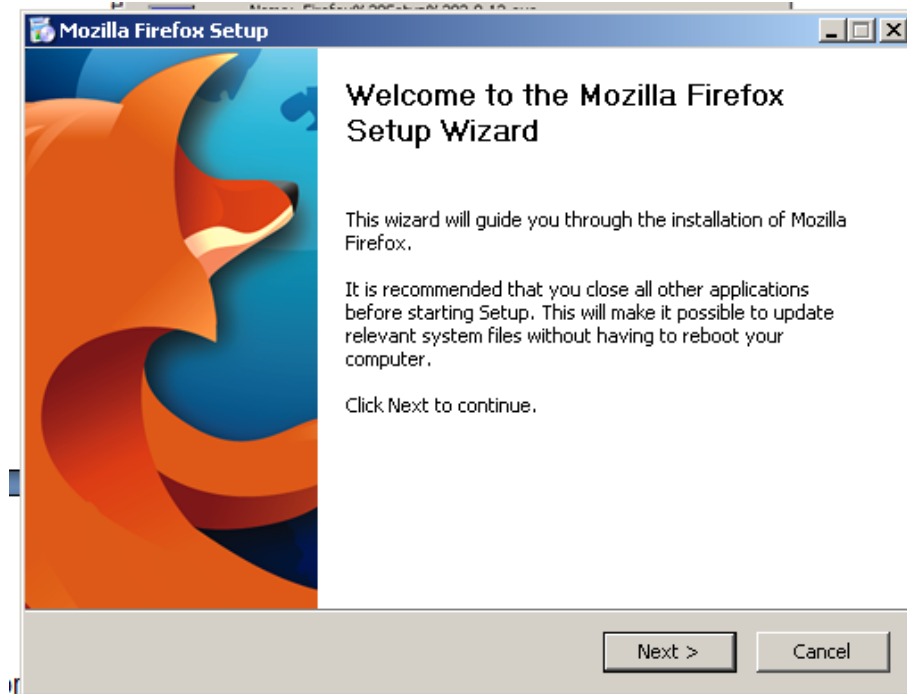 Mozilla Firefox Setup
Welcome to the Mozilla Firefox
Setup Wizard
This wizard will guide you through the installation of Mozilla
Firefox.
It is recommended that you close all other applications
before starting Setup. This will make it possible to update
relevant system files without having to reboot your
computer.
Click Next to continue.
Next >
Cancel